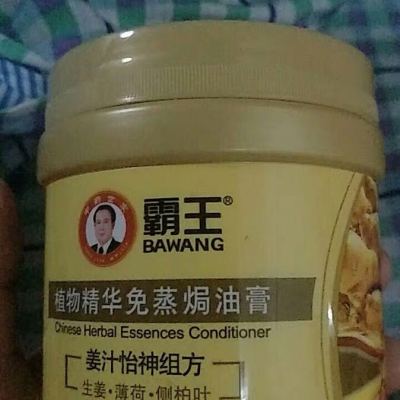 霸王®
BAWANG
植物精华免蒸焗油膏
Chinese Herbal Essences Conditioner
姜汁怡神组方
生姜·薄荷·侧柏叶